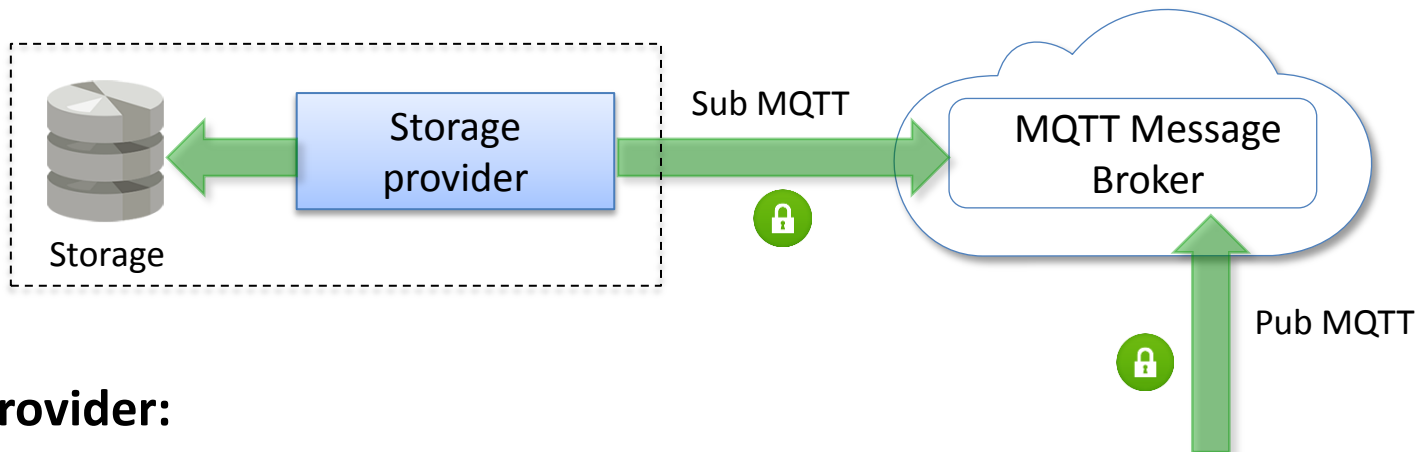 Sub MQTT
Storage
provider
MQTT Message
Broker
Storage
Pub MQTT
rovider: